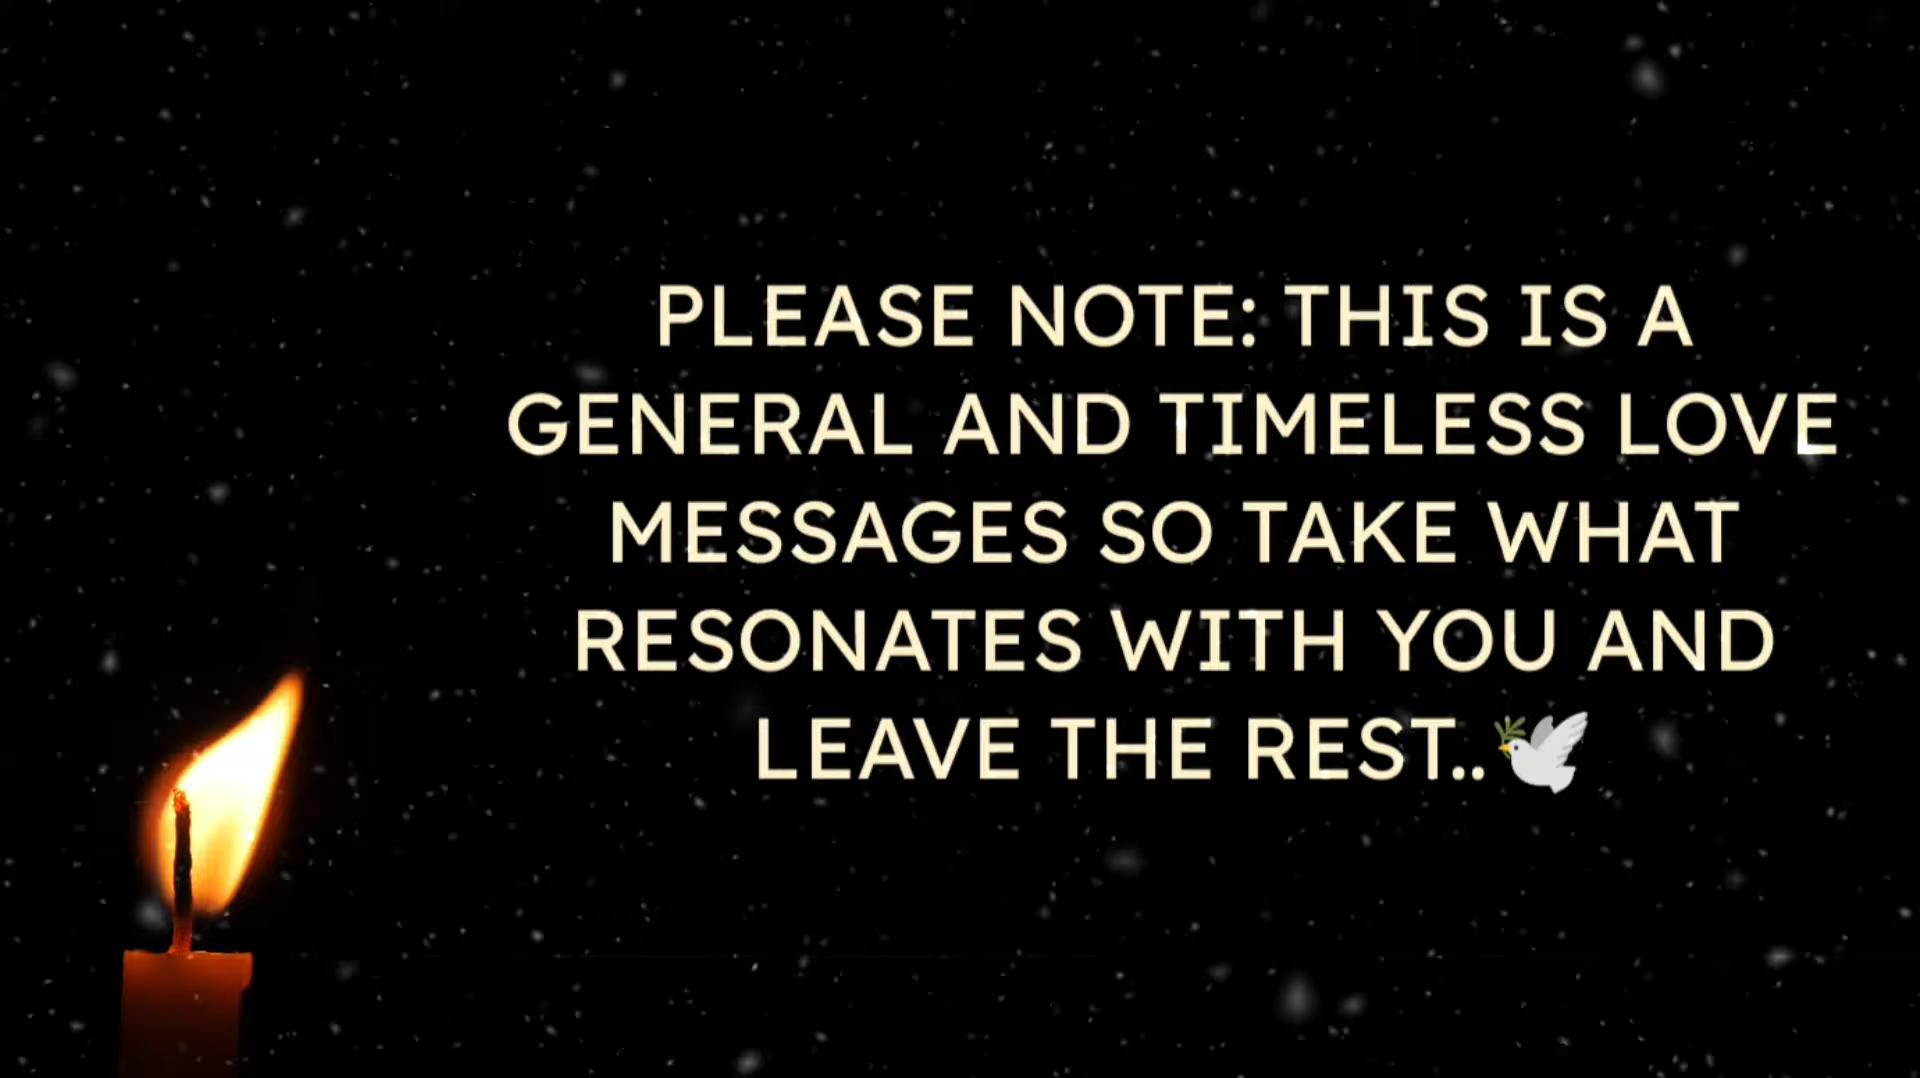 PLEASE NOTE: THIS IS A
GENERAL AND TIMELESS LOVE
MESSAGES SO TAKE WHAT
RESONATES WITH YOU AND
LEAVE THE REST..🕊️